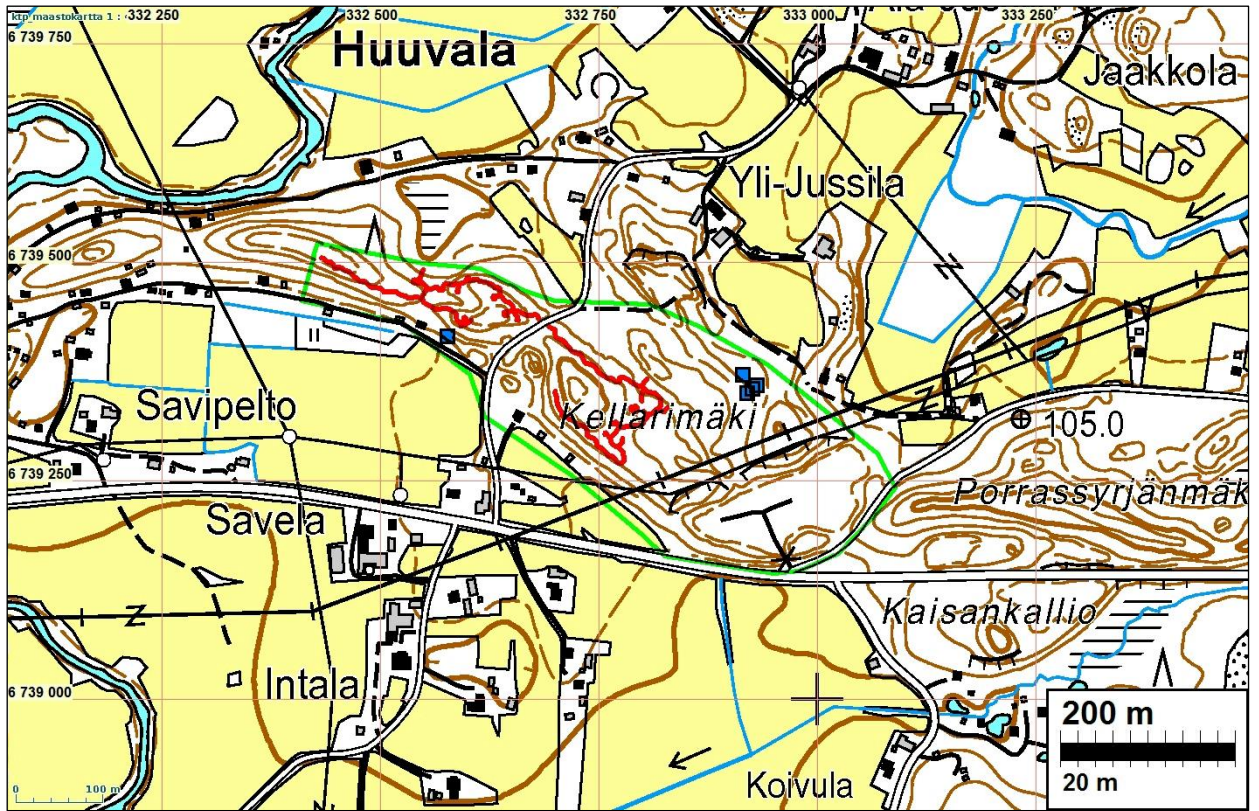 ktp_maastokartta 1 :
332 250
332 500
332 750
333 000
333 250
6 739 750
Huuvala
Jaakkola
Yli-Jussila
6 739 500
Savipelto
Kellarimäki
105.0
6 739 250
Savela
Porrassyrjänmäk
Kaisankallio
Intala
6 739 000
200 m
20 m
Koivula
0 100 m